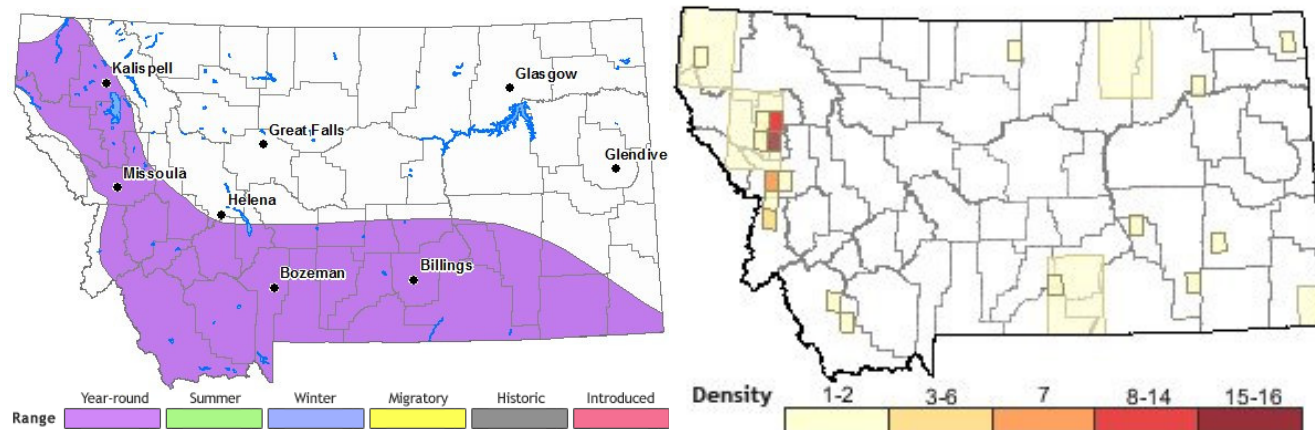 Kalispell
Glasgow
Great Falls
Glendive
Missoula
Helena
Bozeman
Billings
Year-round Summer Winter Migratory Historic Introduced
Range
Density 1-2 3-6 7 8-14 15-16